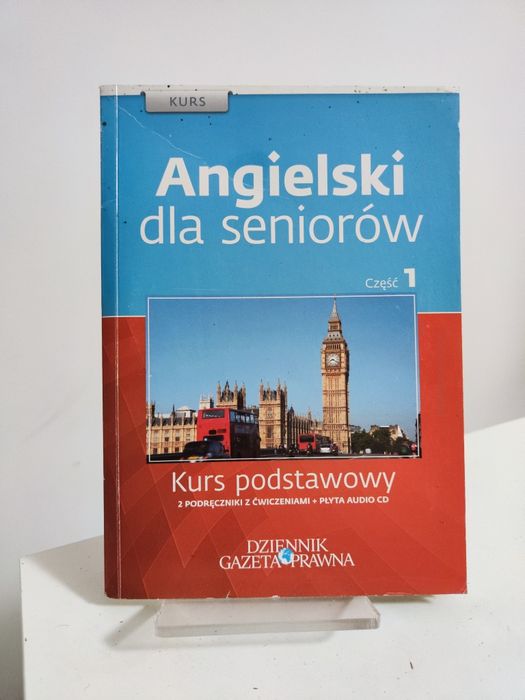 KURS
Angielski
dla seniorów
Część 1
Kurs podstawowy
2 PODRĘCZNIKI Z ĆWICZENIAMI + PŁYTA AUDIO CD
DZIENNIK
GAZETA PRAWNA